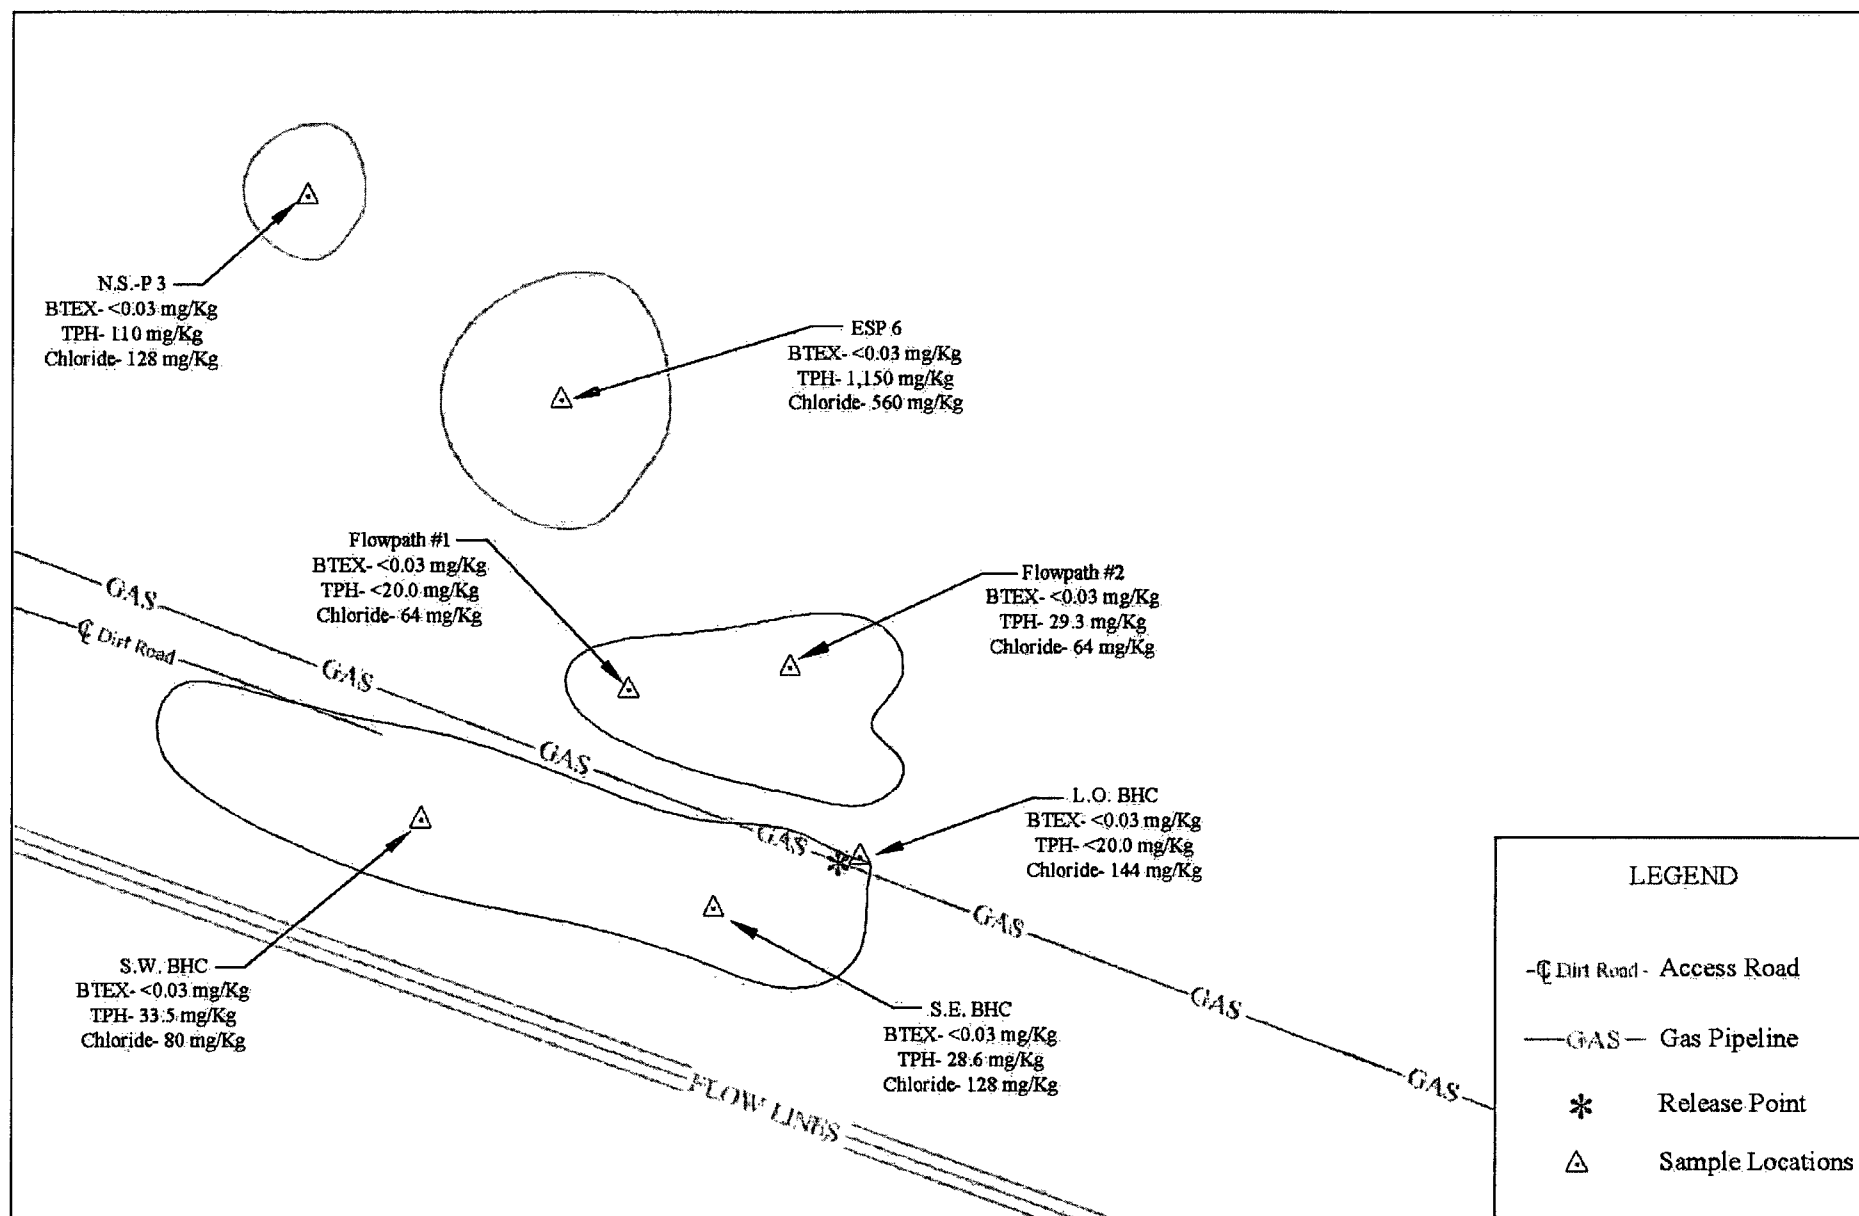 N.S.-P 3
BTEX- <0.03 mg/Kg
TPH- 110 mg/Kg
Chloride- 128 mg/Kg
ESP 6
BTEX- <0.03 mg/Kg
TPH- 1,150 mg/Kg
Chloride- 560 mg/Kg
Flowpath #1
BTEX- <0.03 mg/Kg
TPH- <20.0 mg/Kg
Chloride- 64 mg/Kg
Flowpath #2
BTEX- <0.03 mg/Kg
TPH- 29.3 mg/Kg
Chloride- 64 mg/Kg
GAS
℄ Dirt Road
GAS
GAS
GAS
L.O. BHC
BTEX- <0.03 mg/Kg
TPH- <20.0 mg/Kg
Chloride- 144 mg/Kg
GAS
GAS
GAS
S.W. BHC
BTEX- <0.03 mg/Kg
TPH- 33.5 mg/Kg
Chloride- 80 mg/Kg
S.E. BHC
BTEX- <0.03 mg/Kg
TPH- 28.6 mg/Kg
Chloride- 128 mg/Kg
FLOW LINES
LEGEND
-℄ Dirt Road - Access Road
—GAS— Gas Pipeline
Release Point
Sample Locations